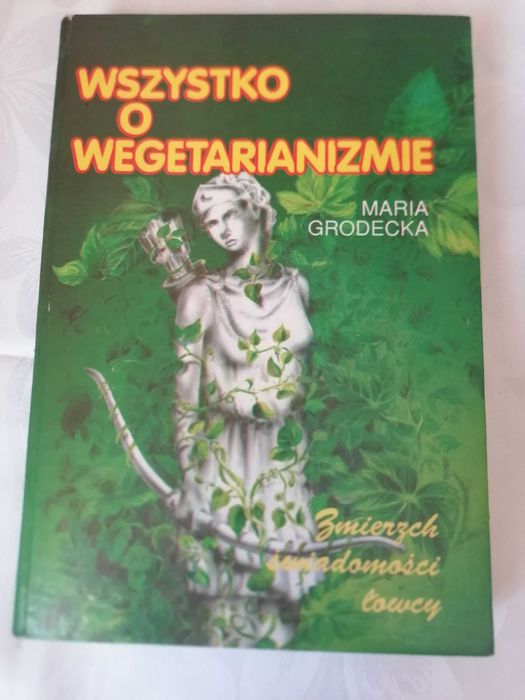 WSZYSTKO
O
WEGETARIANIZMIE
MARIA
GRODECKA
Zmierzch
świadomości
łowcy